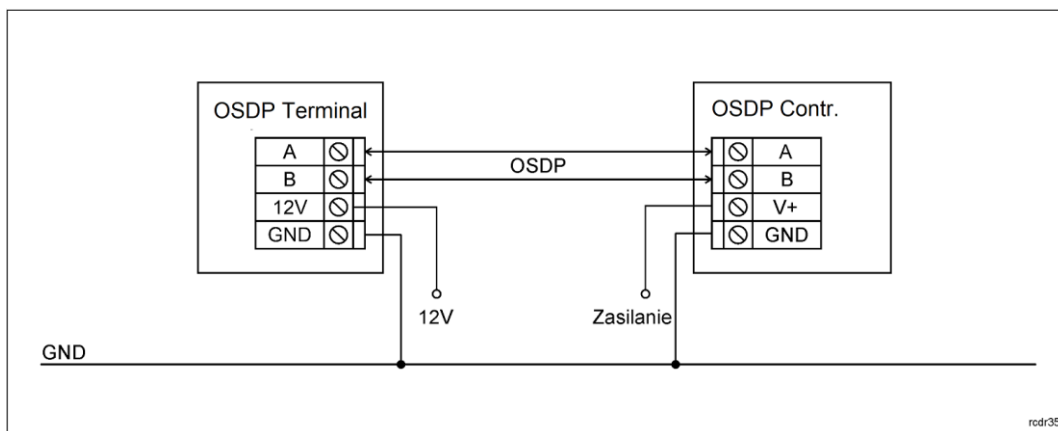 OSDP Terminal
A
B
12V
GND
OSDP
OSDP Contr.
A
B
V+
GND
12V
Zasilanie
GND
rcdr35